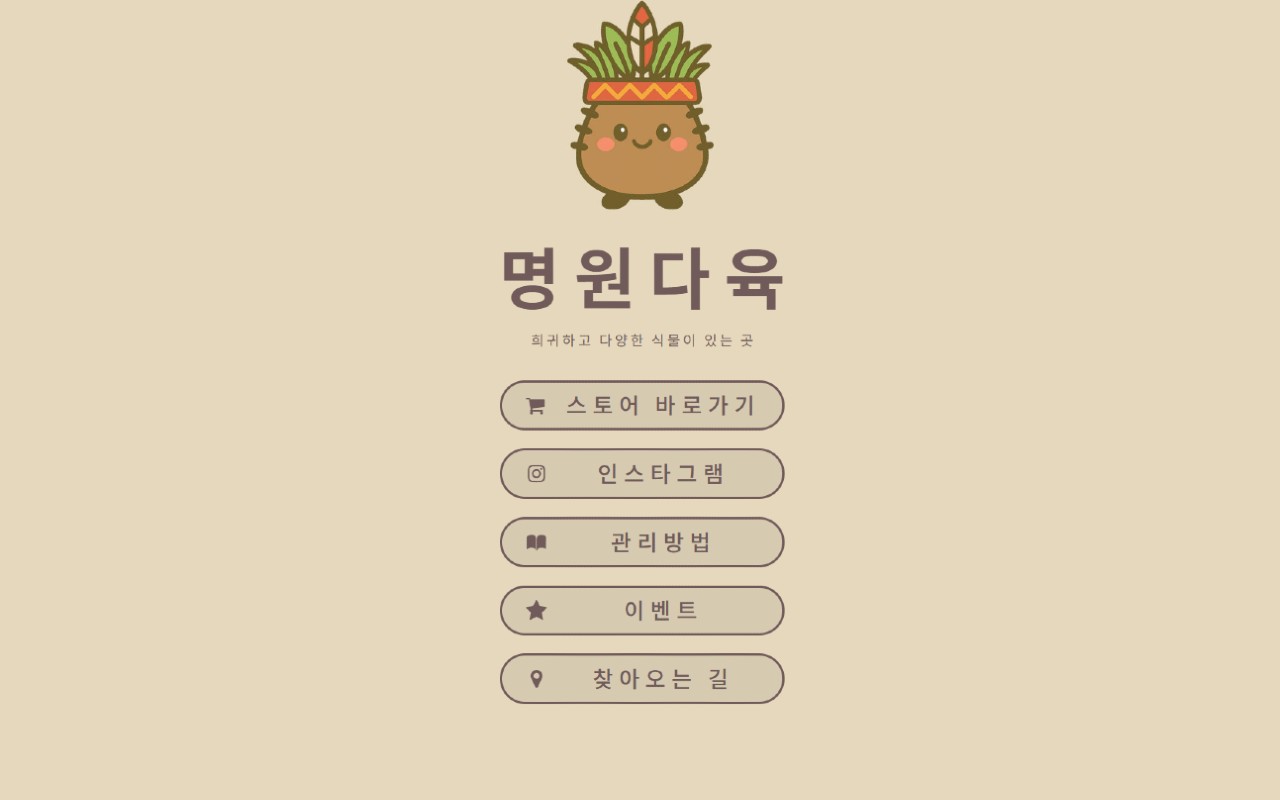 명원다육
희귀하고 다양한 식물이 있는 곳
스토어 바로가기
인스타그램
관리방법
이벤트
찾아오는 길